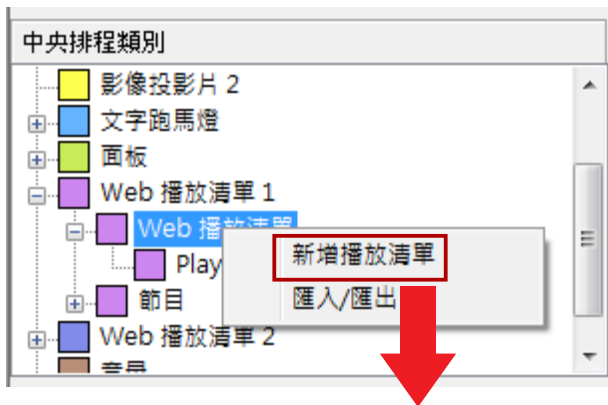 中央排程類別
影像投影片 2
文字跑馬燈
面板
Web 播放清單 1
Web 播放清單
Play
新增播放清單
節目
匯入/匯出
Web 播放清單 2
音量